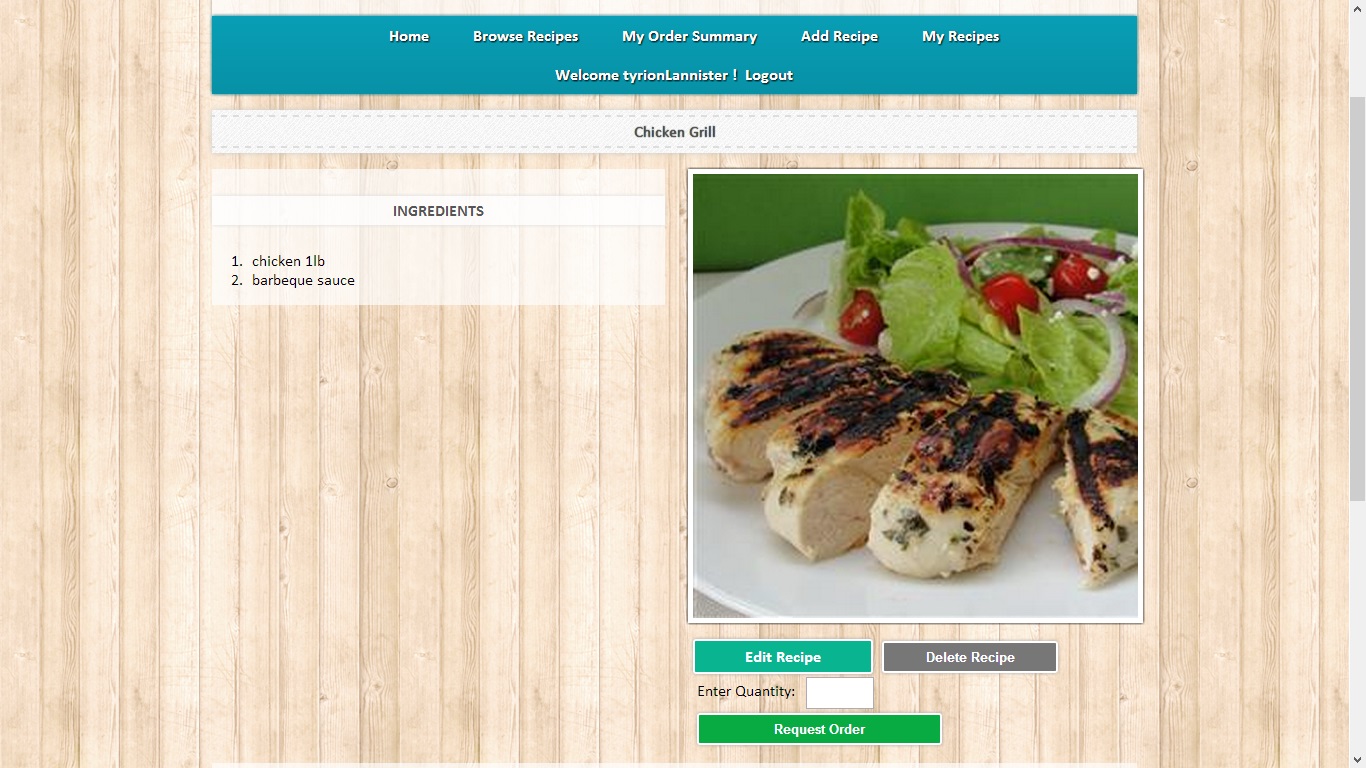 Home Browse Recipes My Order Summary Add Recipe My Recipes
Welcome tyrionLannister ! Logout
Chicken Grill
INGREDIENTS
1. chicken 1lb
2. barbeque sauce
Edit Recipe Delete Recipe
Enter Quantity:
Request Order